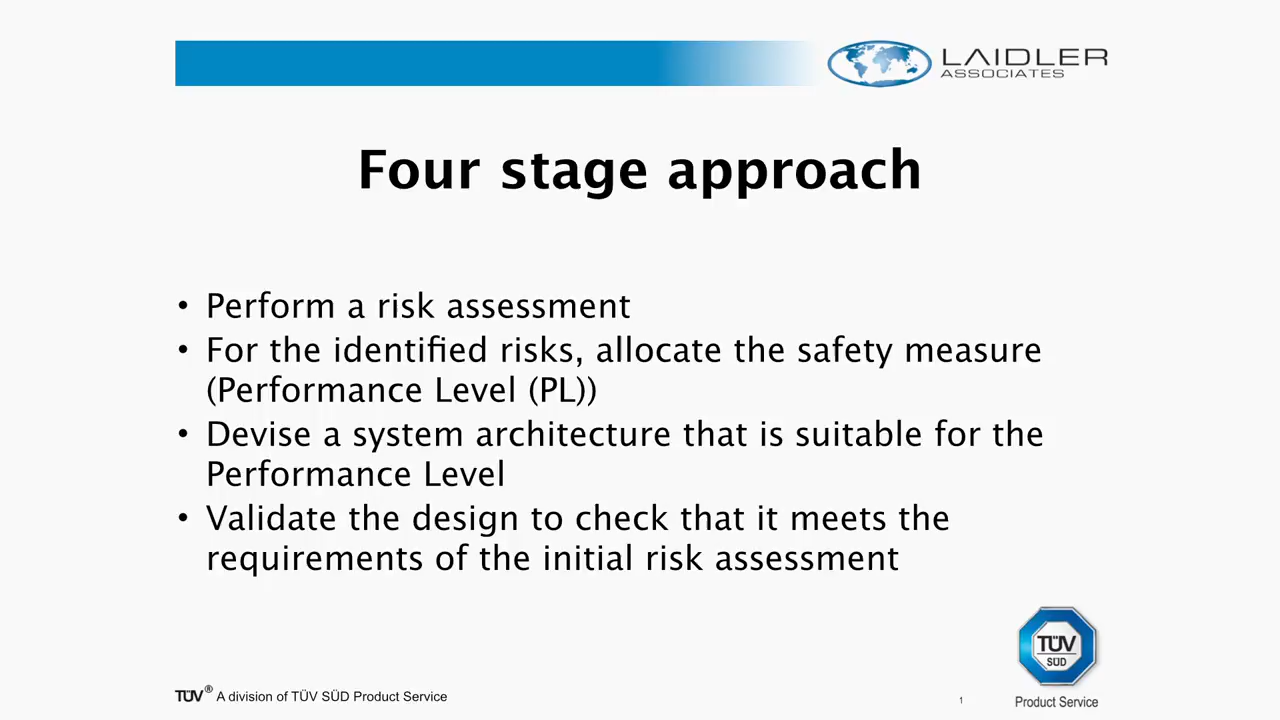 LAIDLER
ASSOCIATES
Four stage approach
• Perform a risk assessment
• For the identified risks, allocate the safety measure
(Performance Level (PL))
• Devise a system architecture that is suitable for the
Performance Level
• Validate the design to check that it meets the
requirements of the initial risk assessment
TÜV
SÜD
Product Service
TÜV® A division of TÜV SÜD Product Service
1